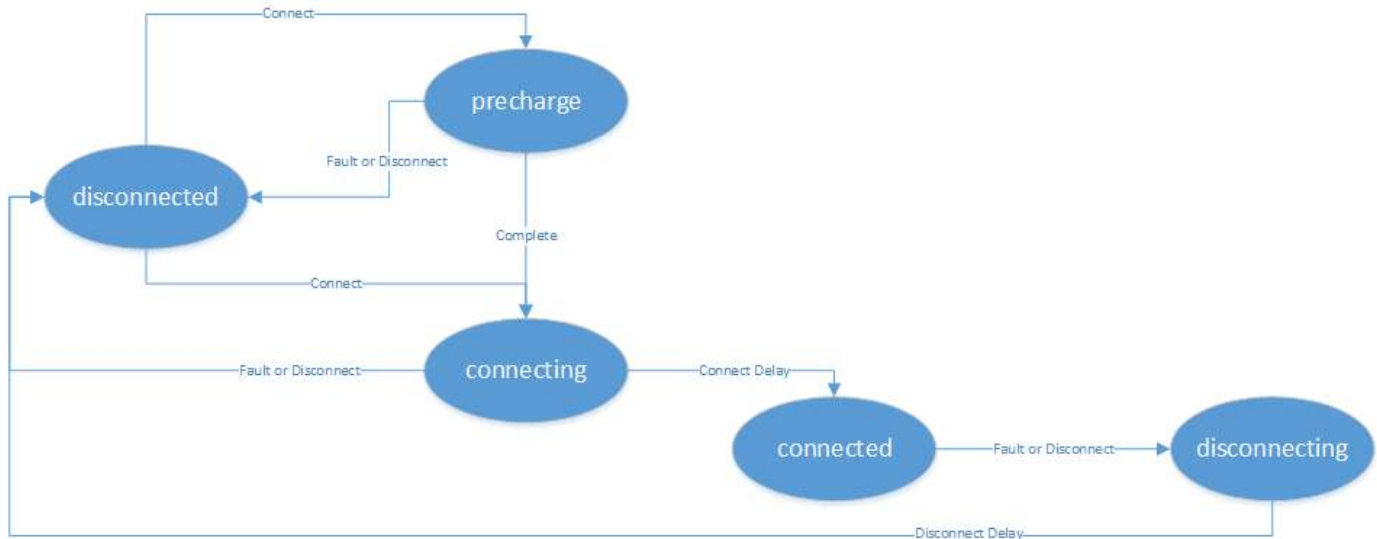 Connect
precharge
Fault or Disconnect
disconnected
Complete
Connect
Fault or Disconnect
connecting
Connect Delay
connected
Fault or Disconnect
disconnecting
Disconnect Delay